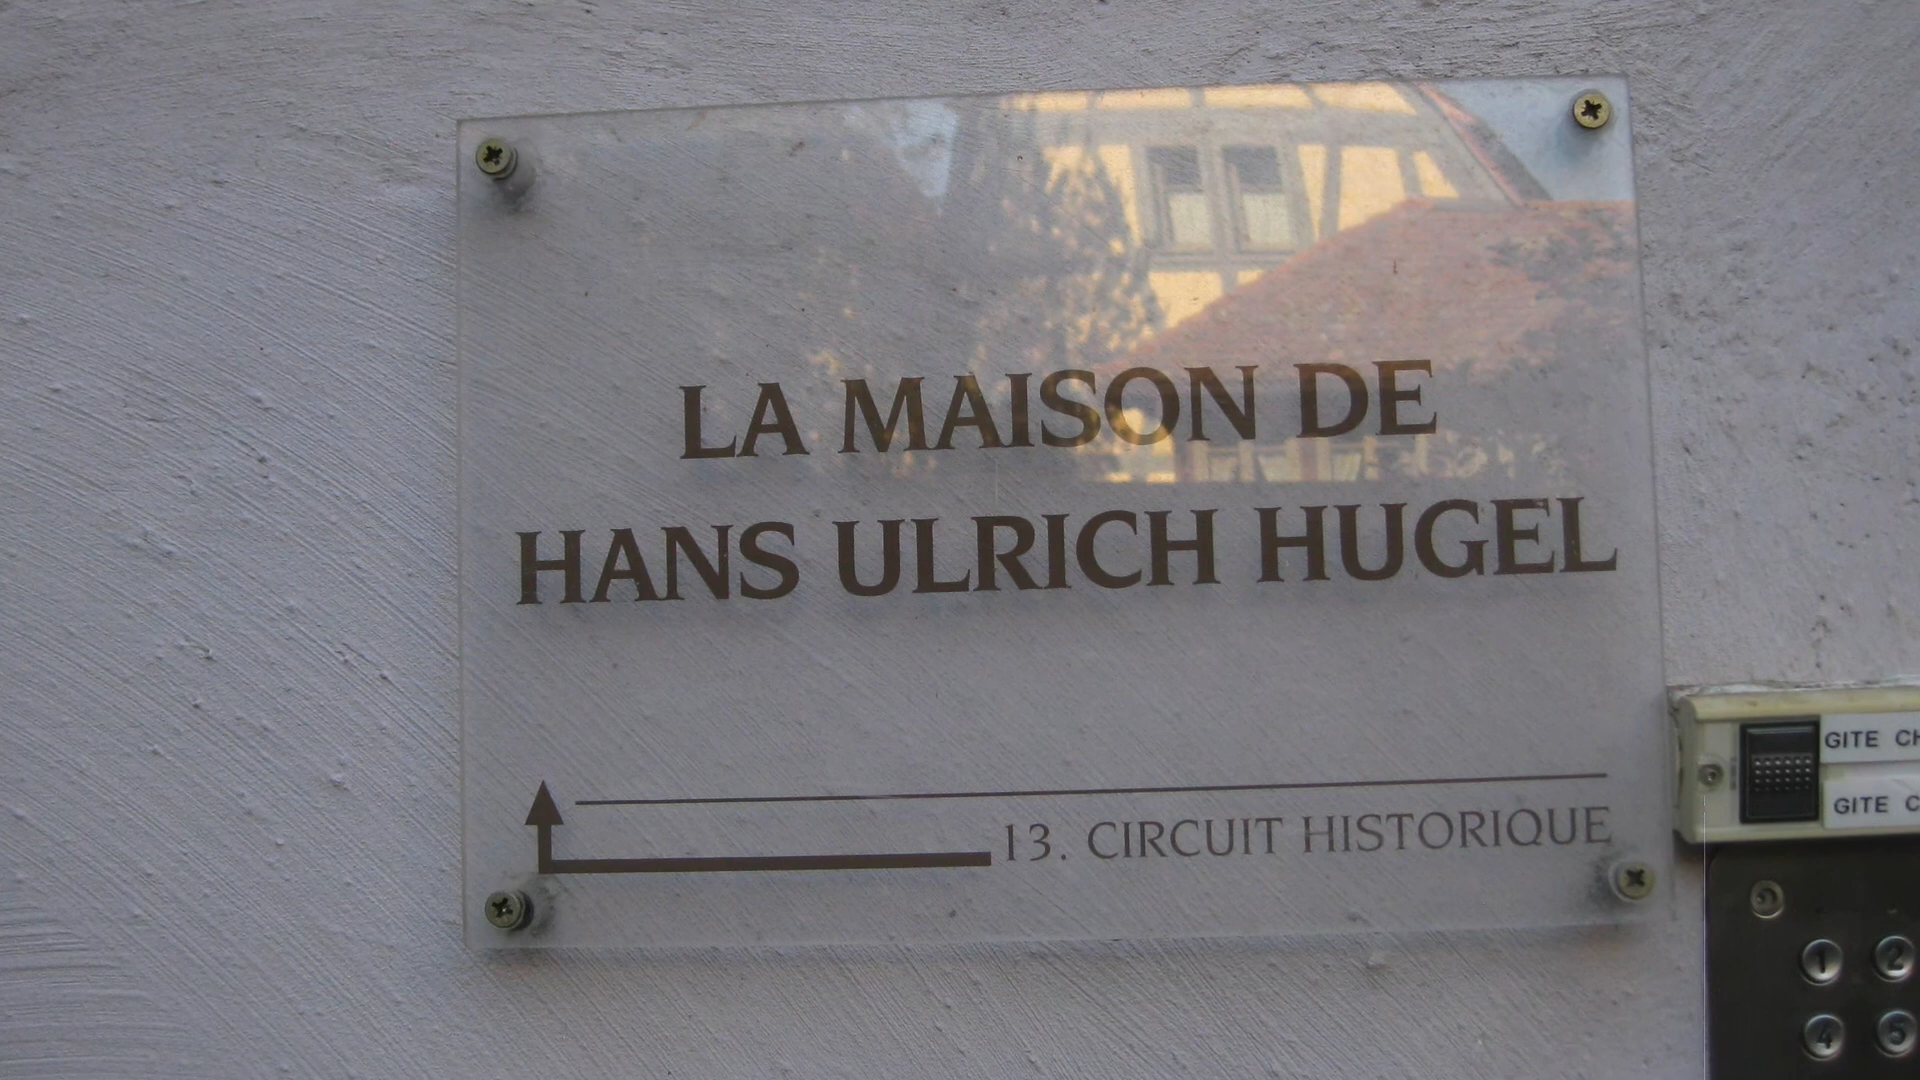 LA MAISON DE
HANS ULRICH HUGEL
13. CIRCUIT HISTORIQUE
GITE
GITE
1 2
4 5